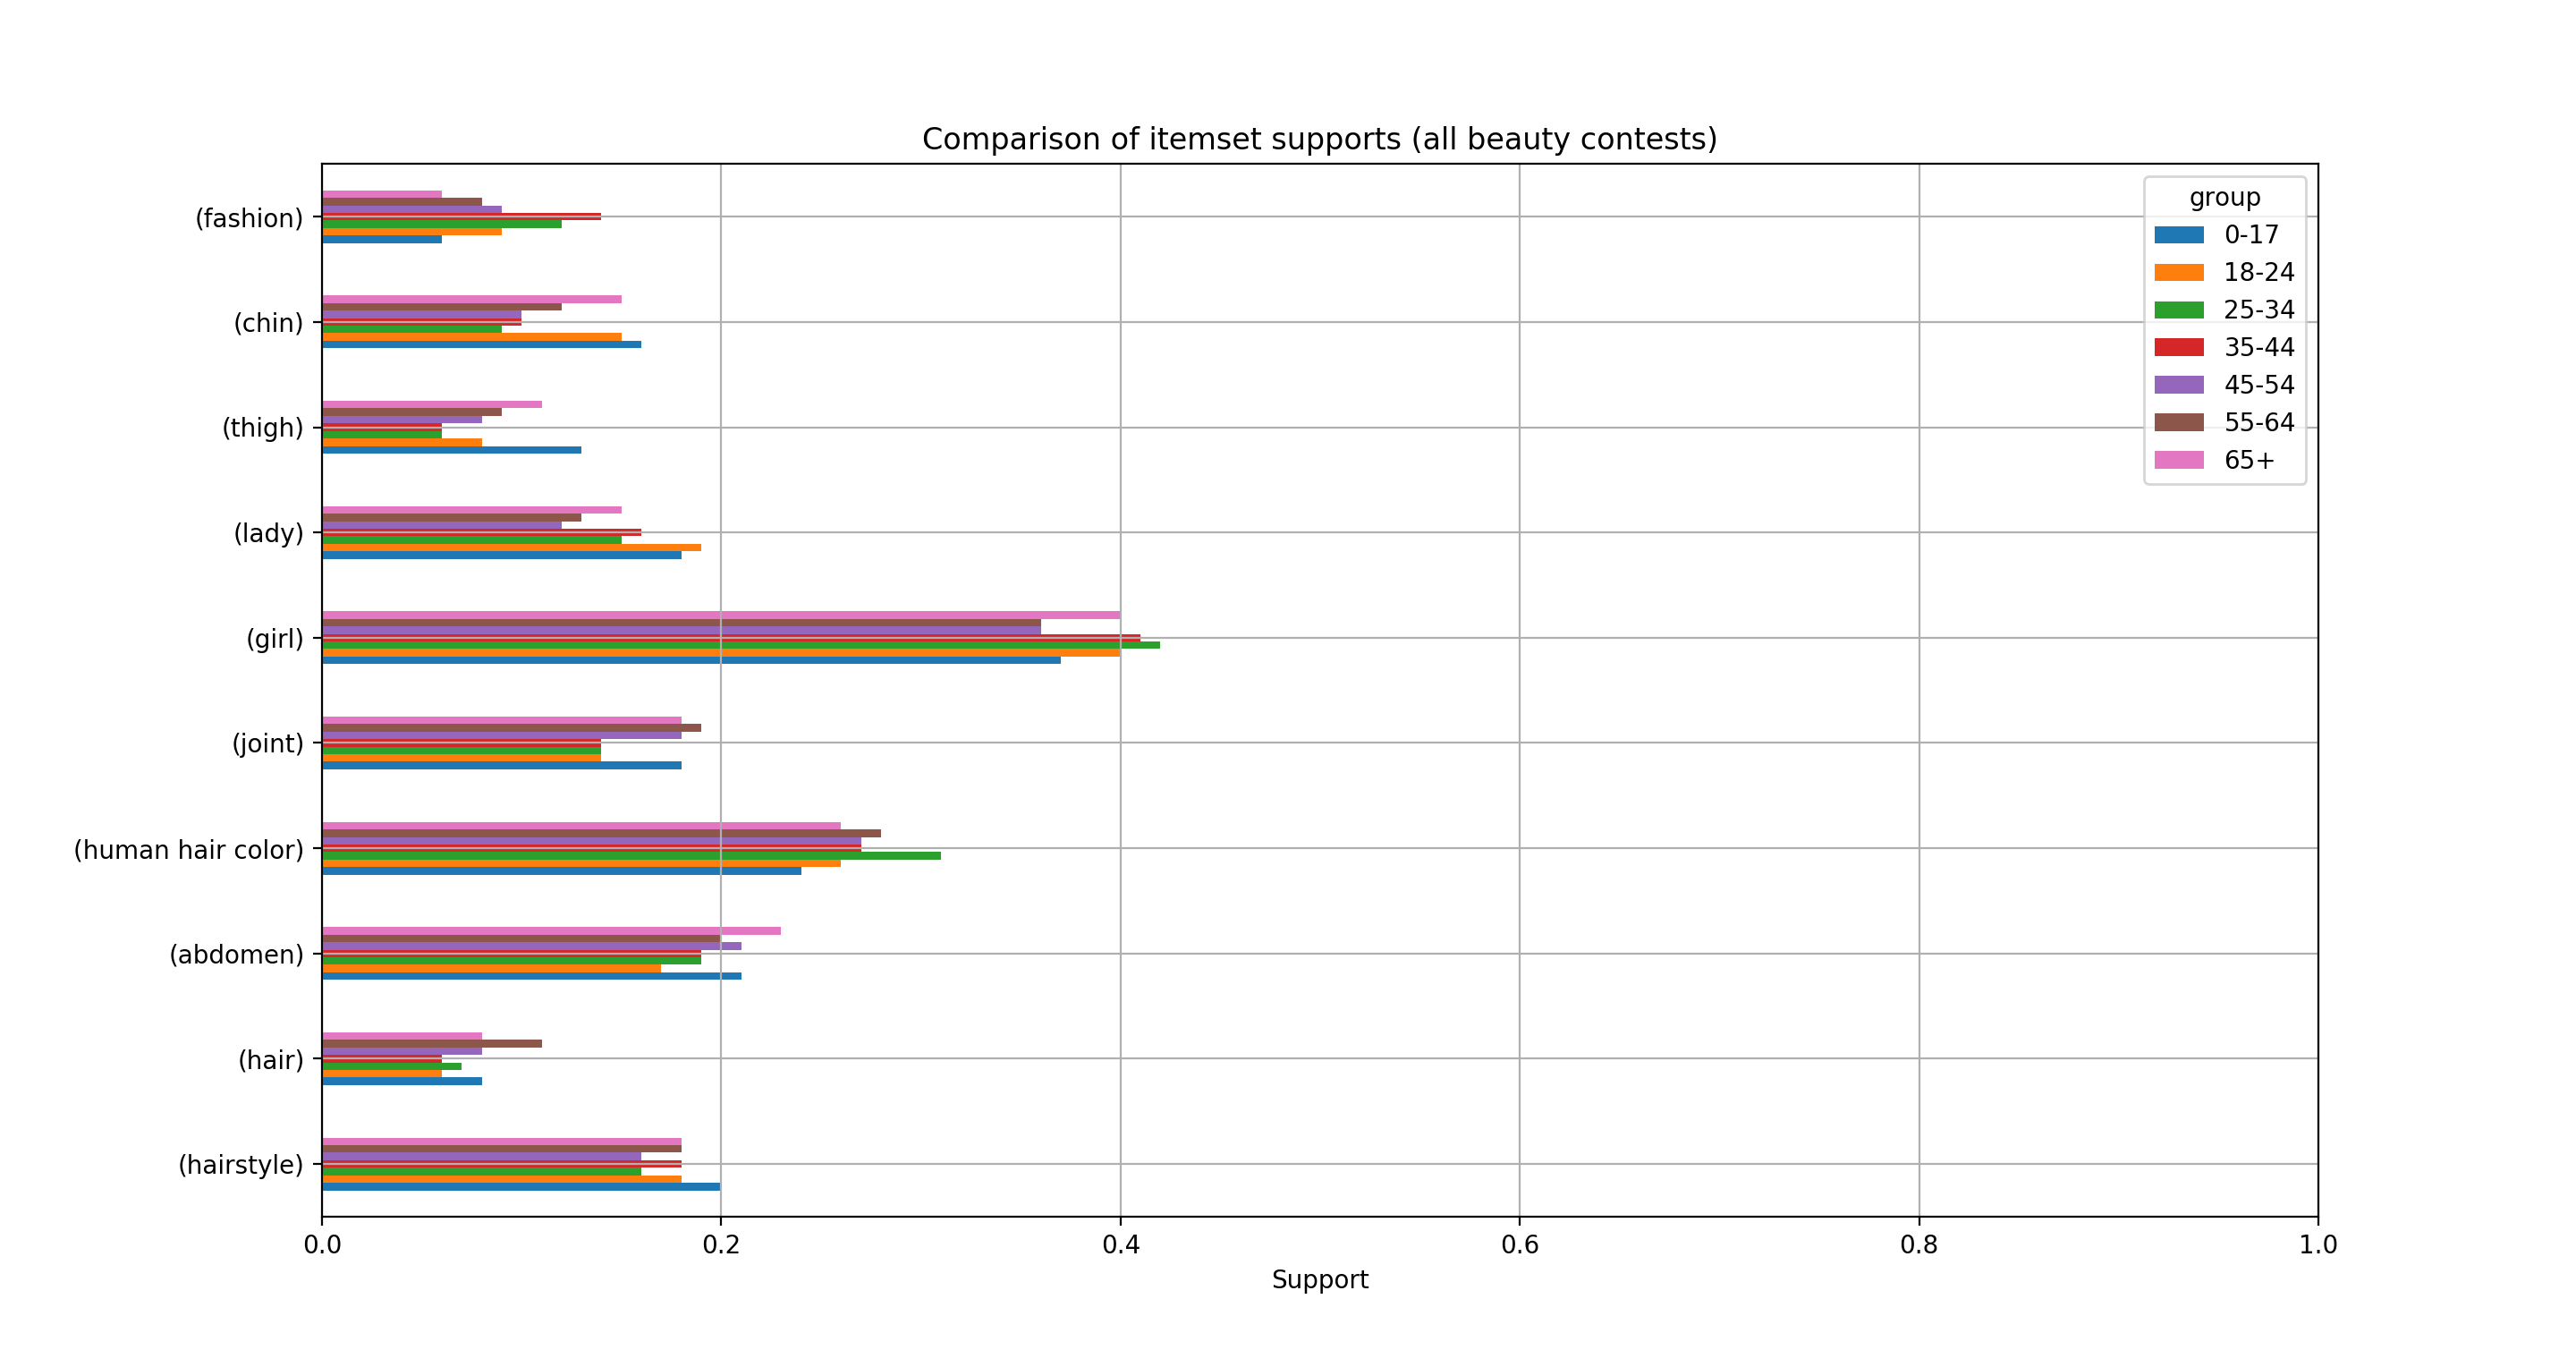 Comparison of itemset supports (all beauty contests)
(fashion)
(chin)
(thigh)
(lady)
(girl)
(joint)
(human hair color)
(abdomen)
(hair)
(hairstyle)
group
0-17
18-24
25-34
35-44
45-54
55-64
65+
0.0 0.2 0.4 0.6 0.8 1.0
Support